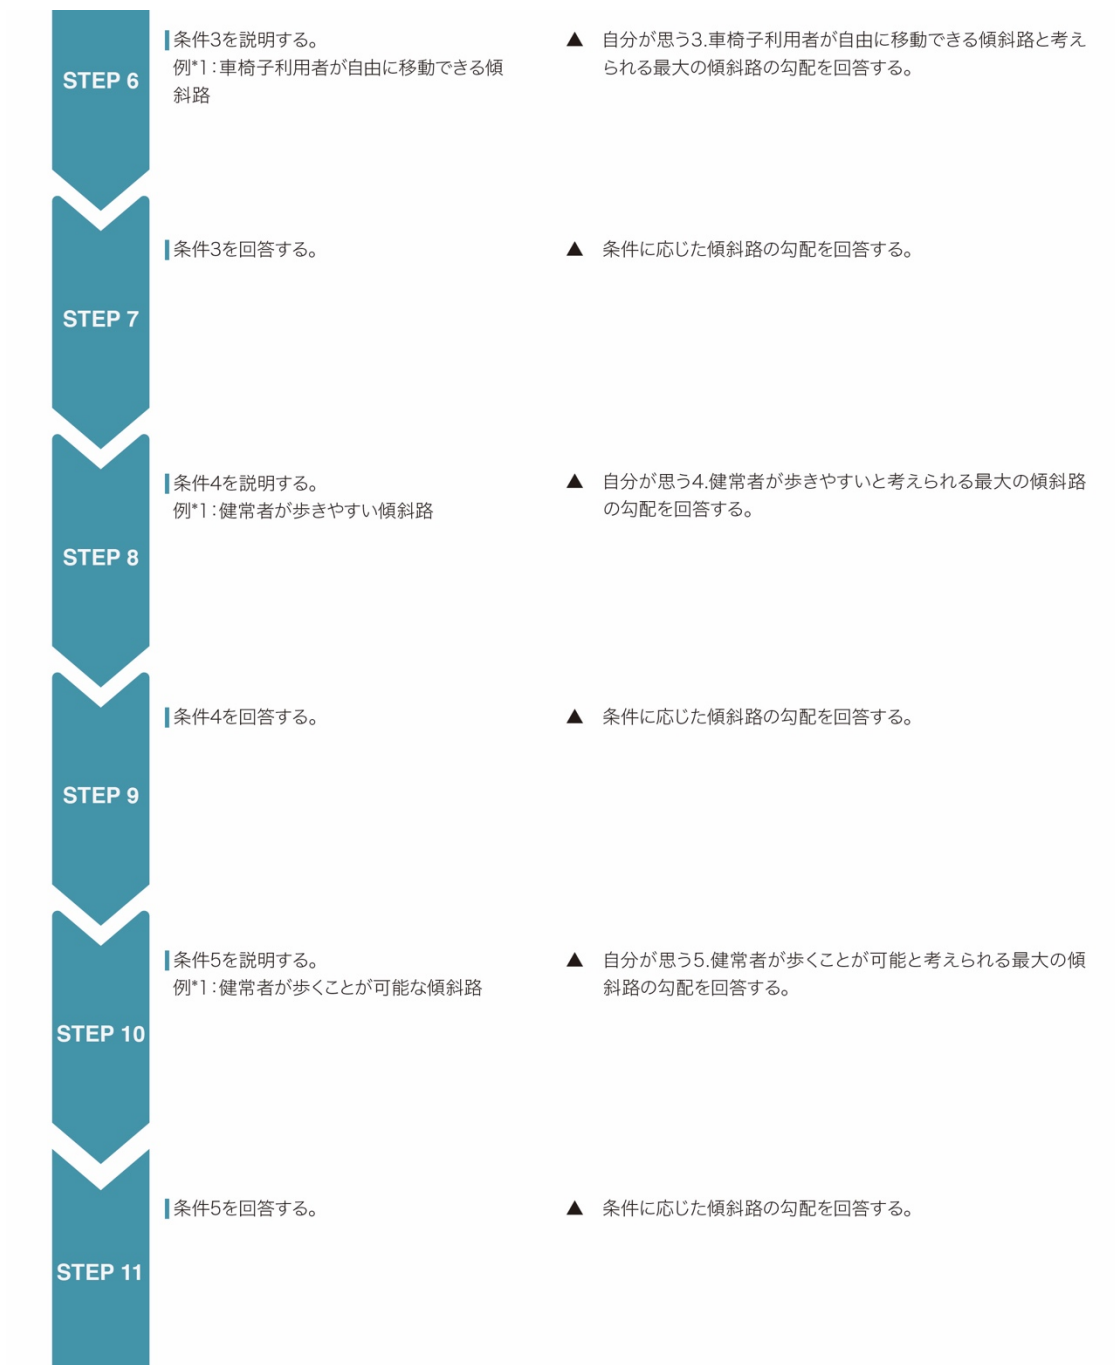 STEP 6
条件3を説明する。
例*1：車椅子利用者が自由に移動できる傾
斜路
▲ 自分が思う3.車椅子利用者が自由に移動できる傾斜路と考え
られる最大の傾斜路の勾配を回答する。
STEP 7
条件3を回答する。
▲ 条件に応じた傾斜路の勾配を回答する。
STEP 8
条件4を説明する。
例*1：健常者が歩きやすい傾斜路
▲ 自分が思う4.健常者が歩きやすいと考えられる最大の傾斜路
の勾配を回答する。
STEP 9
条件4を回答する。
▲ 条件に応じた傾斜路の勾配を回答する。
STEP 10
条件5を説明する。
例*1：健常者が歩くことが可能な傾斜路
▲ 自分が思う5.健常者が歩くことが可能と考えられる最大の傾
斜路の勾配を回答する。
STEP 11
条件5を回答する。
▲ 条件に応じた傾斜路の勾配を回答する。